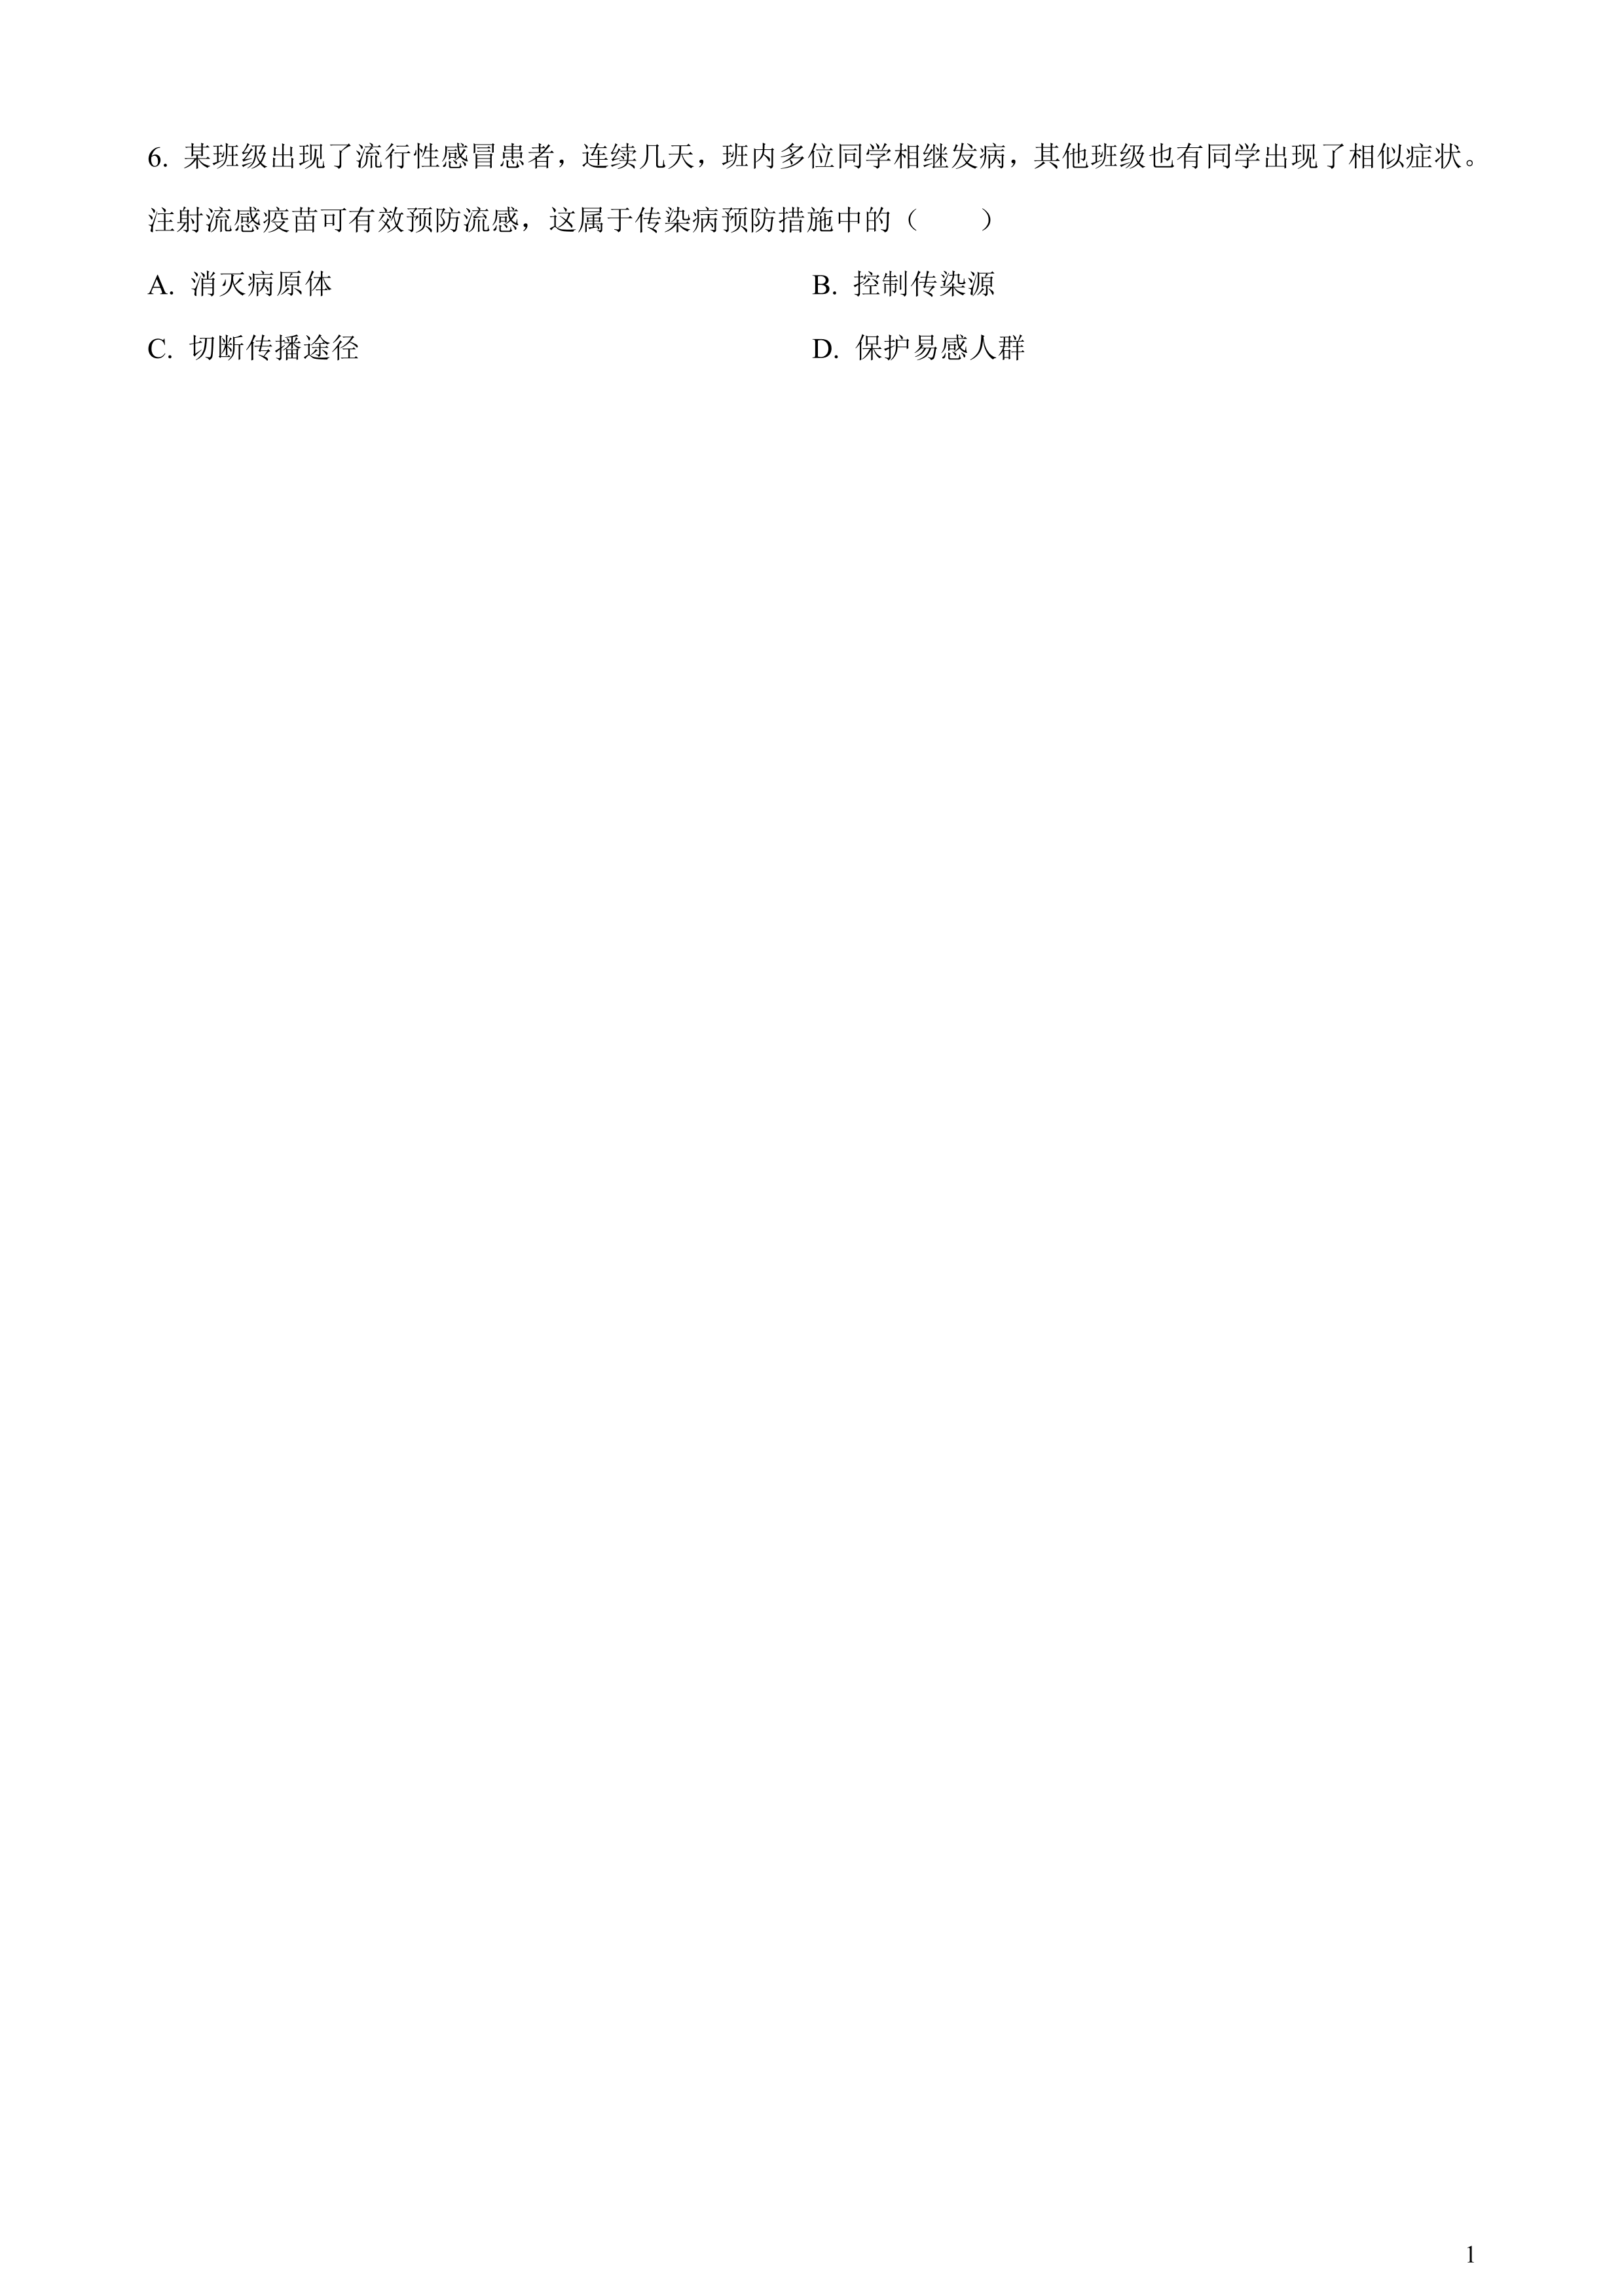 6. 某班级出现了流行性感冒患者，连续几天，班内多位同学相继发病，其他班级也有同学出现了相似症状。
注射流感疫苗可有效预防流感，这属于传染病预防措施中的（　　）
A. 消灭病原体　　B. 控制传染源
C. 切断传播途径　　D. 保护易感人群
1